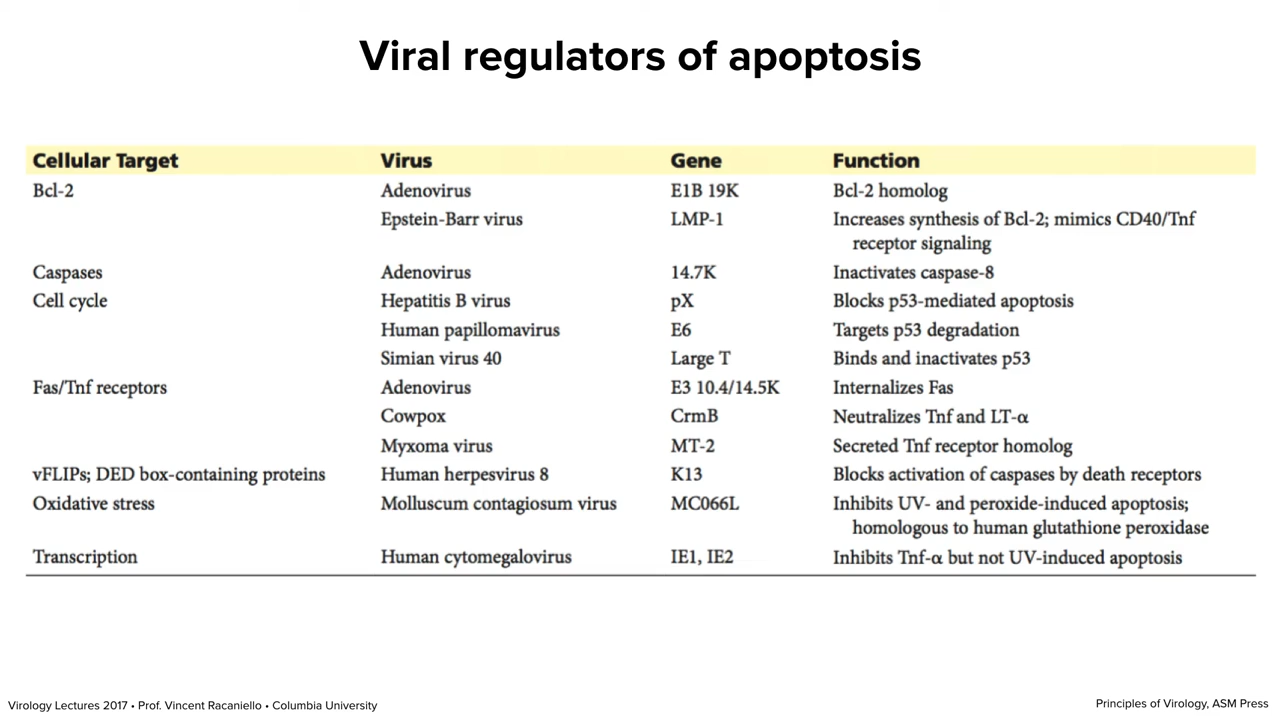 Viral regulators of apoptosis
Cellular Target Virus Gene Function
Bcl-2 Adenovirus E1B 19K Bcl-2 homolog
Epstein-Barr virus LMP-1 Increases synthesis of Bcl-2; mimics CD40/Tnf
receptor signaling
Caspases Adenovirus 14.7K Inactivates caspase-8
Cell cycle Hepatitis B virus pX Blocks p53-mediated apoptosis
Human papillomavirus E6 Targets p53 degradation
Simian virus 40 Large T Binds and inactivates p53
Fas/Tnf receptors Adenovirus E3 10.4/14.5K Internalizes Fas
Cowpox CrmB Neutralizes Tnf and LT-α
Myxoma virus MT-2 Secreted Tnf receptor homolog
vFLIPs; DED box-containing proteins Human herpesvirus 8 K13 Blocks activation of caspases by death receptors
Oxidative stress Molluscum contagiosum virus MC066L Inhibits UV- and peroxide-induced apoptosis;
homologous to human glutathione peroxidase
Transcription Human cytomegalovirus IE1, IE2 Inhibits Tnf-α but not UV-induced apoptosis
Virology Lectures 2017 • Prof. Vincent Racaniello • Columbia University
Principles of Virology, ASM Press